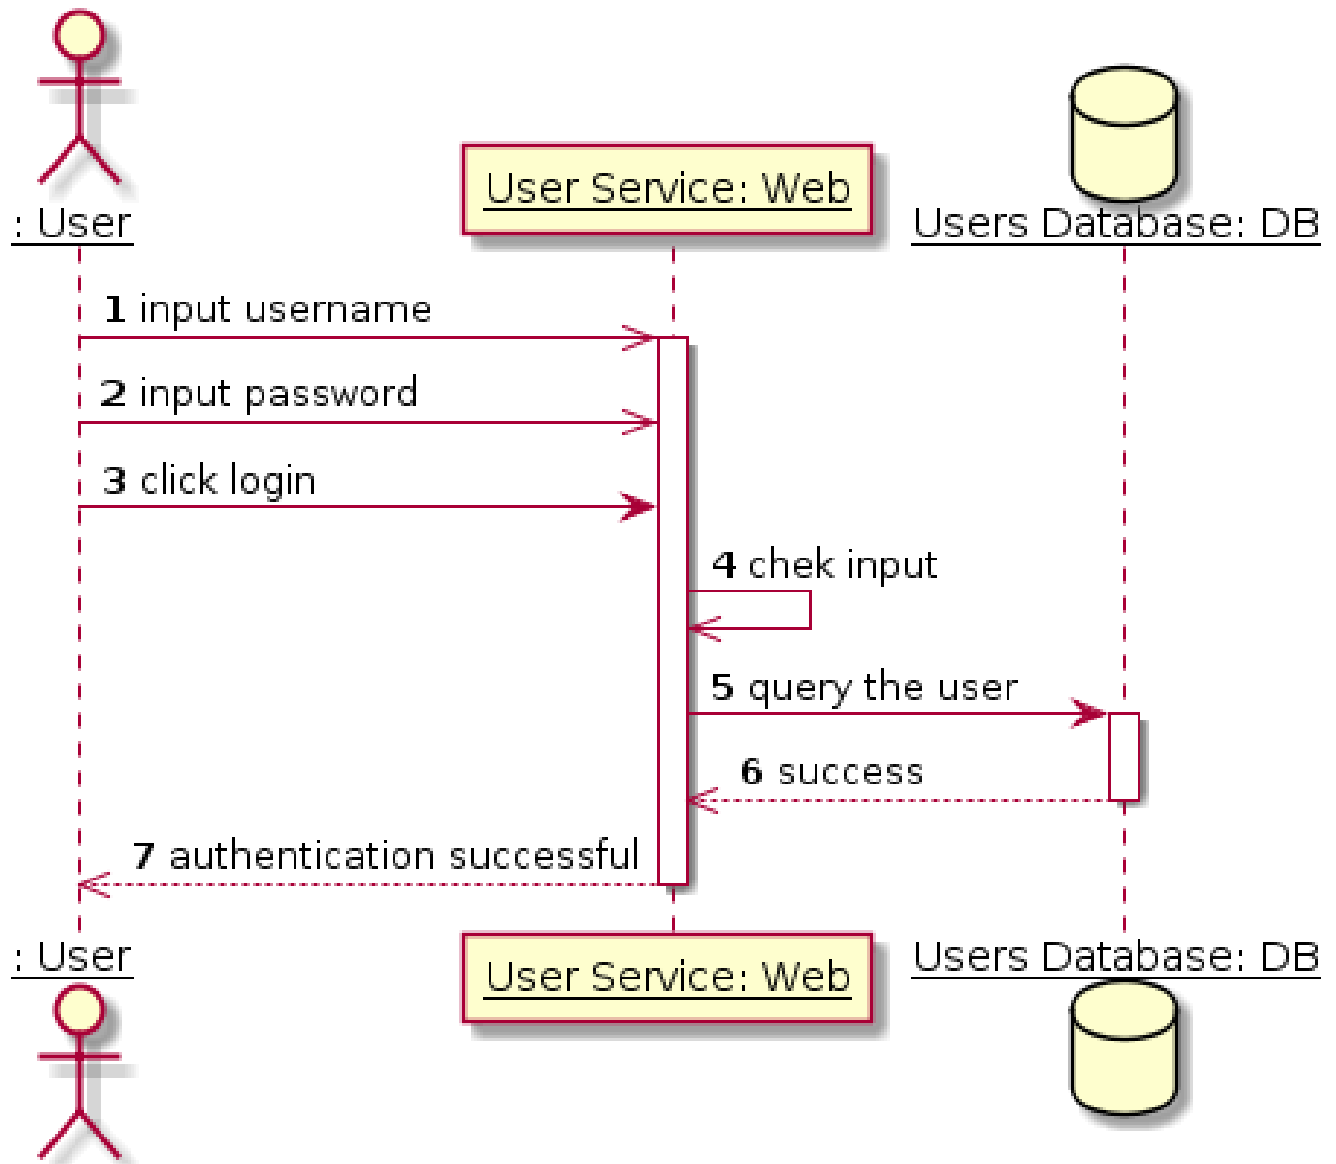 : User
User Service: Web
Users Database: DB
1 input username
2 input password
3 click login
4 chek input
5 query the user
6 success
7 authentication successful
: User
User Service: Web
Users Database: DB